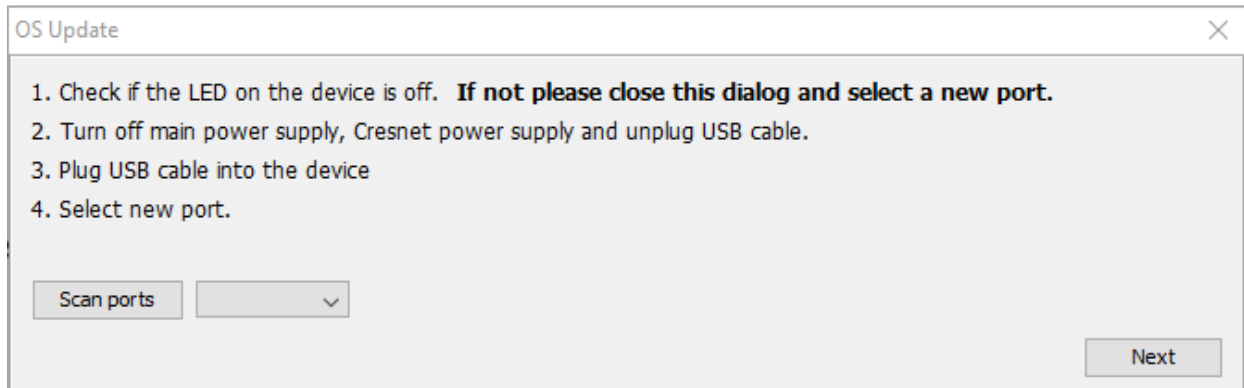 OS Update
1. Check if the LED on the device is off. If not please close this dialog and select a new port.
2. Turn off main power supply, Cresnet power supply and unplug USB cable.
3. Plug USB cable into the device
4. Select new port.
Scan ports
Next